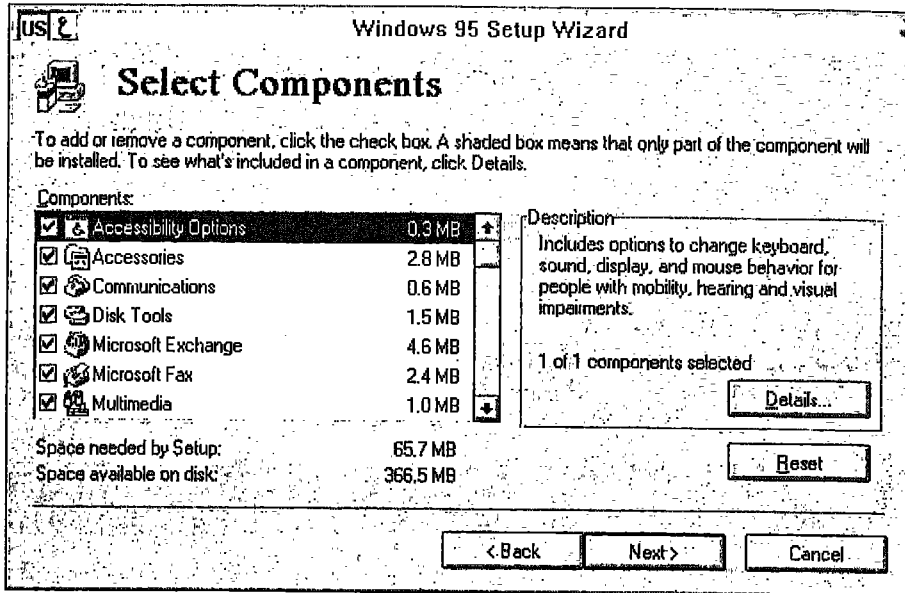 US ع
Windows 95 Setup Wizard
Select Components
To add or remove a component, click the check box. A shaded box means that only part of the component will
be installed. To see what's included in a component, click Details.
Components:
Accessibility Options 0.3 MB
Accessories 2.8 MB
Communications 0.6 MB
Disk Tools 1.5 MB
Microsoft Exchange 4.6 MB
Microsoft Fax 2.4 MB
Multimedia 1.0 MB
Description
Includes options to change keyboard,
sound, display, and mouse behavior for
people with mobility, hearing and visual
impairments.
1 of 1 components selected
Details...
Space needed by Setup: 65.7 MB
Space available on disk: 366.5 MB
Reset
<Back
Next>
Cancel